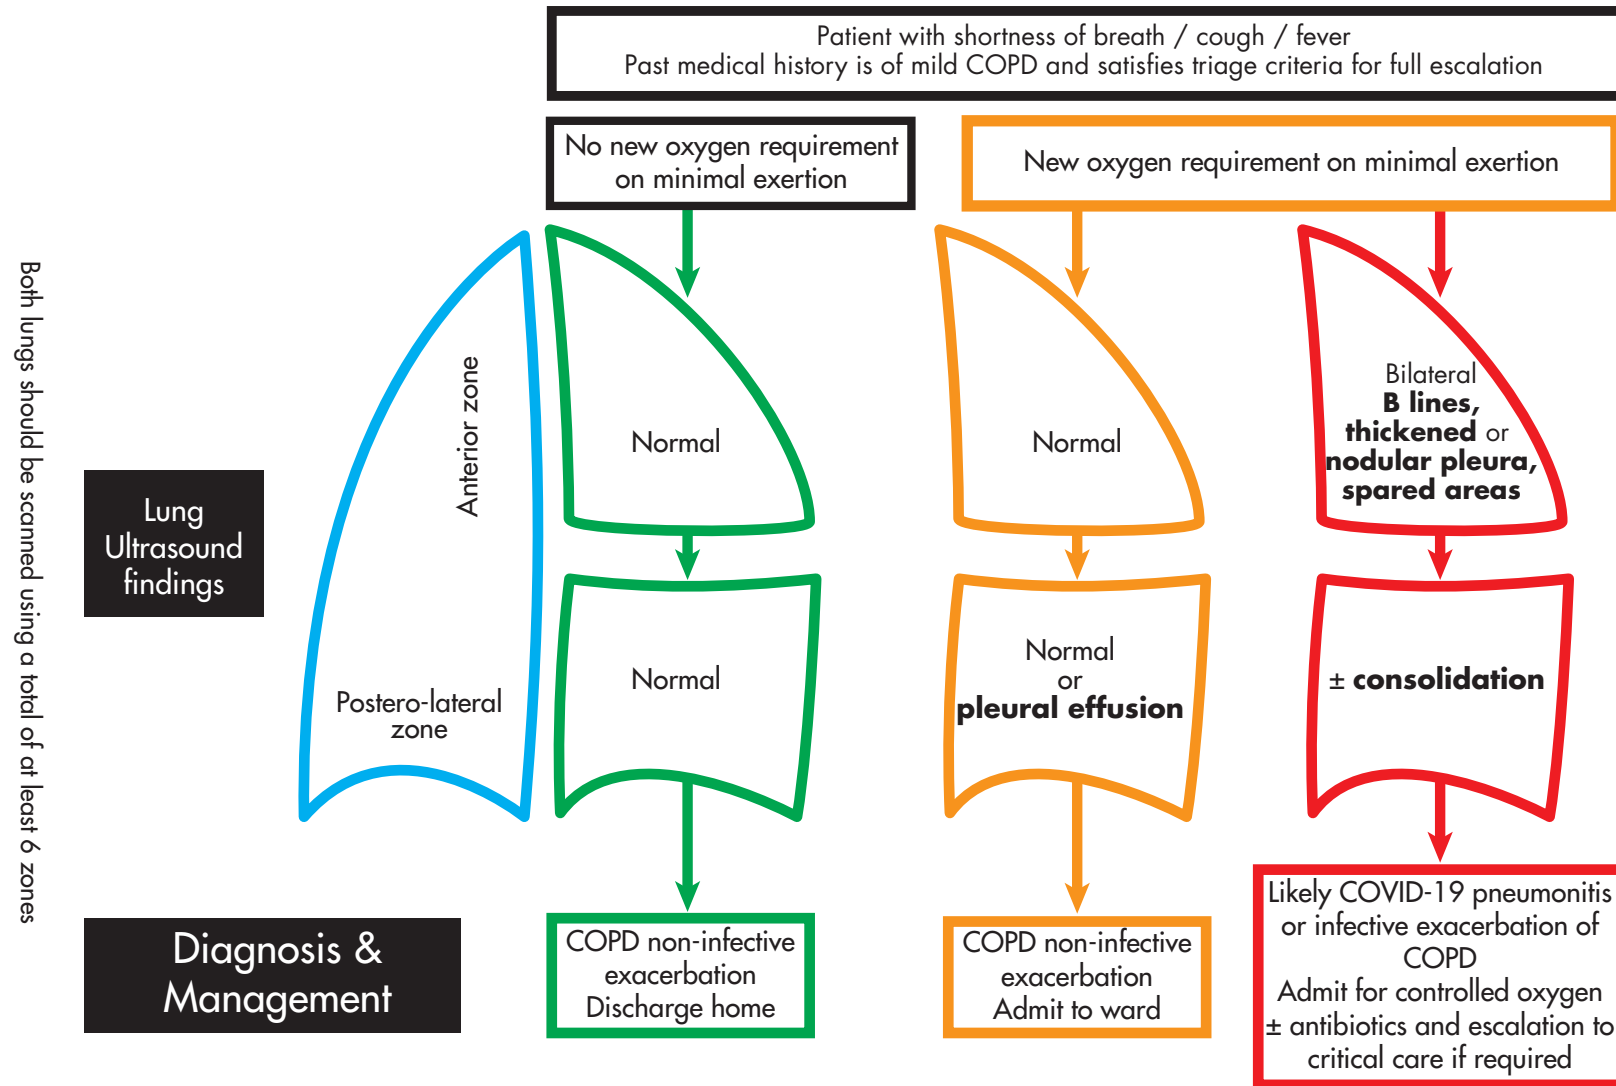 Patient with shortness of breath / cough / fever
Past medical history is of mild COPD and satisfies triage criteria for full escalation
No new oxygen requirement
on minimal exertion
New oxygen requirement on minimal exertion
Both lungs should be scanned using a total of at least 6 zones
Lung
Ultrasound
findings
Anterior zone
Postero-lateral
zone
Normal
Normal
Bilateral
B lines,
thickened or
nodular pleura,
spared areas
Normal
Normal
or
pleural effusion
± consolidation
Diagnosis &
Management
COPD non-infective
exacerbation
Discharge home
COPD non-infective
exacerbation
Admit to ward
Likely COVID-19 pneumonitis
or infective exacerbation of
COPD
Admit for controlled oxygen
± antibiotics and escalation to
critical care if required